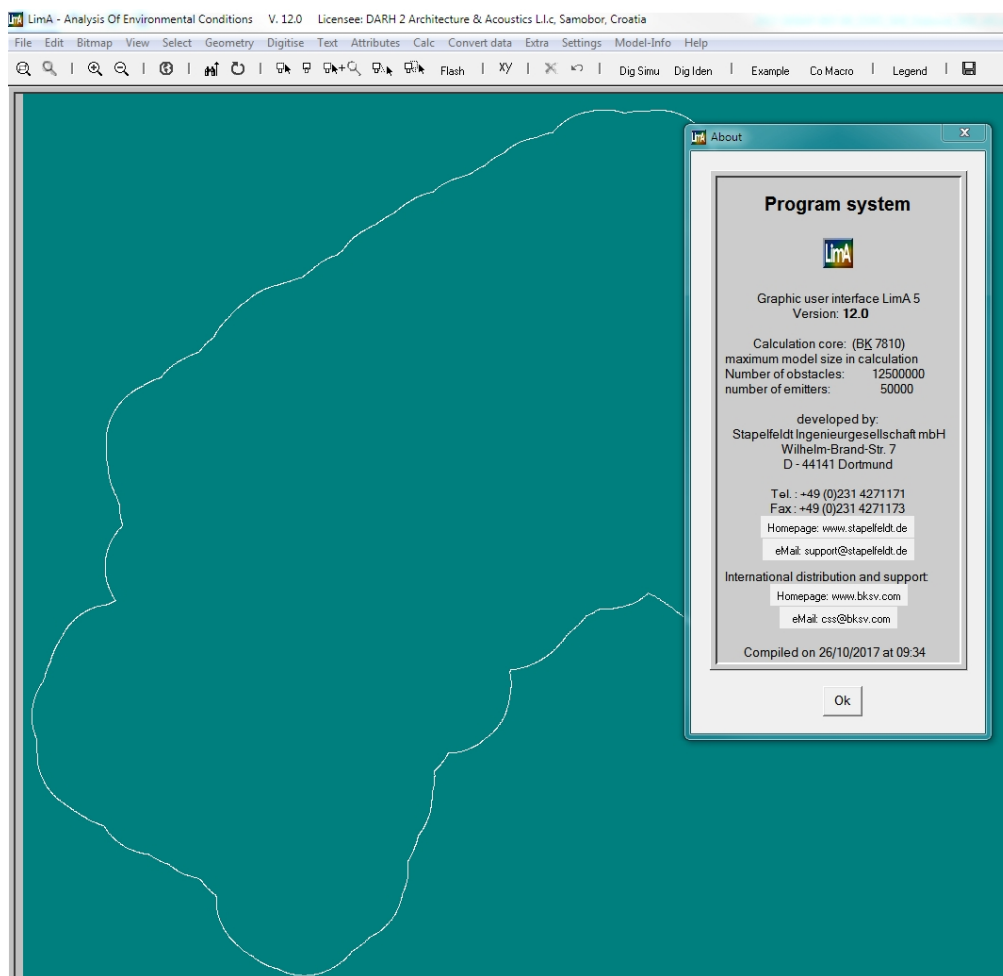 LimA - Analysis Of Environmental Conditions V. 12.0 Licensee: DARH 2 Architecture & Acoustics L.l.c, Samobor, Croatia
File Edit Bitmap View Select Geometry Digitise Text Attributes Calc Convert data Extra Settings Model-Info Help
Flash XY Dig Simu Dig Iden Example Co Macro Legend
LimA About x
Program system
LimA
Graphic user interface LimA 5
Version: 12.0
Calculation core: (BK 7810)
maximum model size in calculation
Number of obstacles: 12500000
number of emitters: 50000
developed by:
Stapelfeldt Ingenieurgesellschaft mbH
Wilhelm-Brand-Str. 7
D - 44141 Dortmund
Tel. : +49 (0)231 4271171
Fax : +49 (0)231 4271173
Homepage: www.stapelfeldt.de
eMail: support@stapelfeldt.de
International distribution and support:
Homepage: www.bksv.com
eMail: css@bksv.com
Compiled on 26/10/2017 at 09:34
Ok